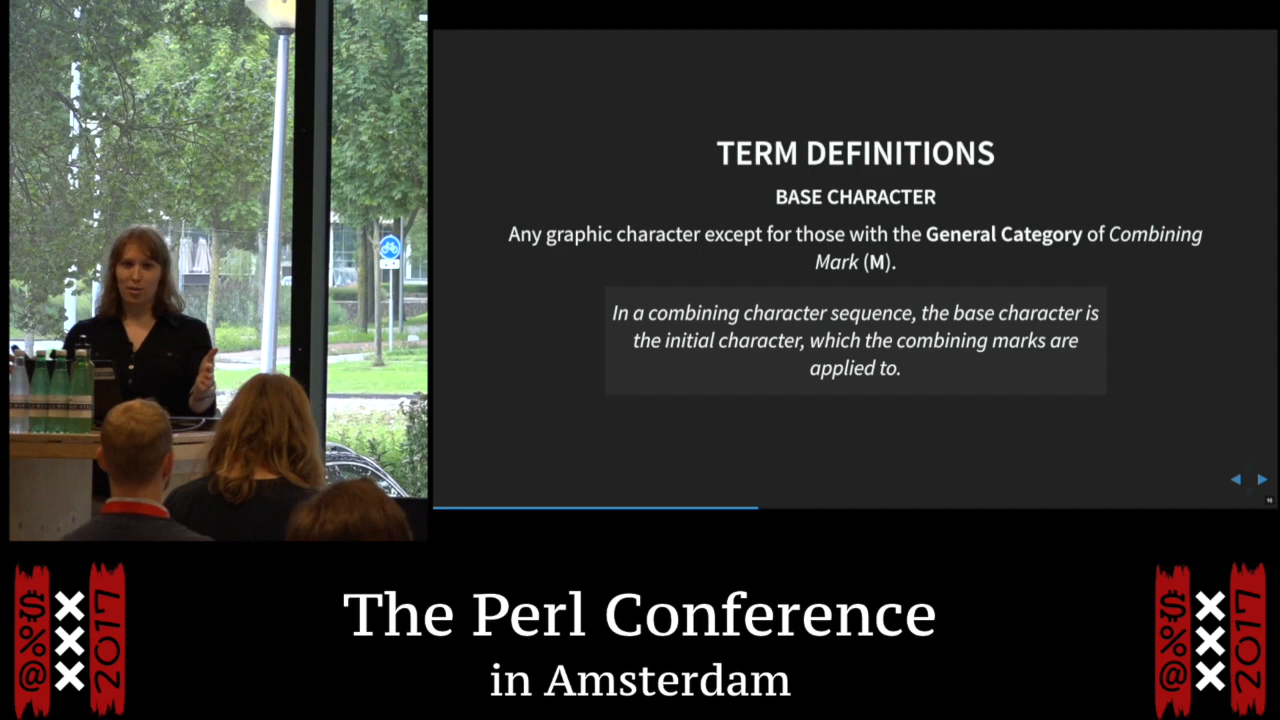 TERM DEFINITIONS
BASE CHARACTER
Any graphic character except for those with the General Category of Combining
Mark (M).
In a combining character sequence, the base character is
the initial character, which the combining marks are
applied to.
The Perl Conference
in Amsterdam
$%@
XXX
2017
$%@
XXX
2017